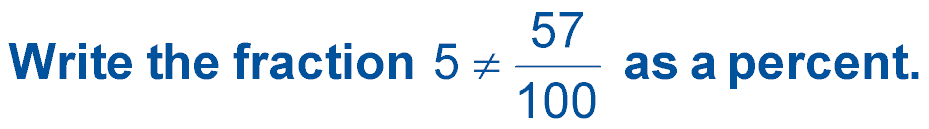 Write the fraction 5 ≠ 57/100 as a percent.